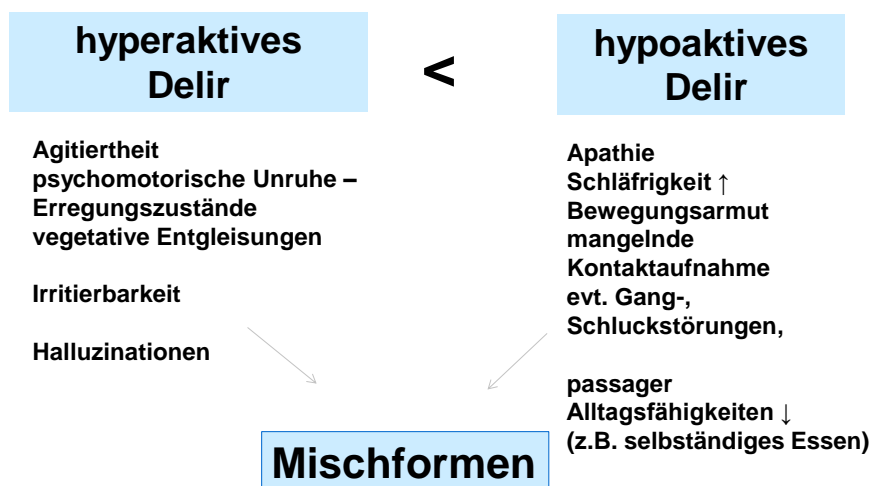 hyperaktives
Delir
<
hypoaktives
Delir
Agitiertheit
psychomotorische Unruhe –
Erregungszustände
vegetative Entgleisungen
Irritierbarkeit
Halluzinationen
Apathie
Schläfrigkeit ↑
Bewegungsarmut
mangelnde
Kontaktaufnahme
evt. Gang-,
Schluckstörungen,
passager
Alltagsfähigkeiten ↓
(z.B. selbständiges Essen)
Mischformen